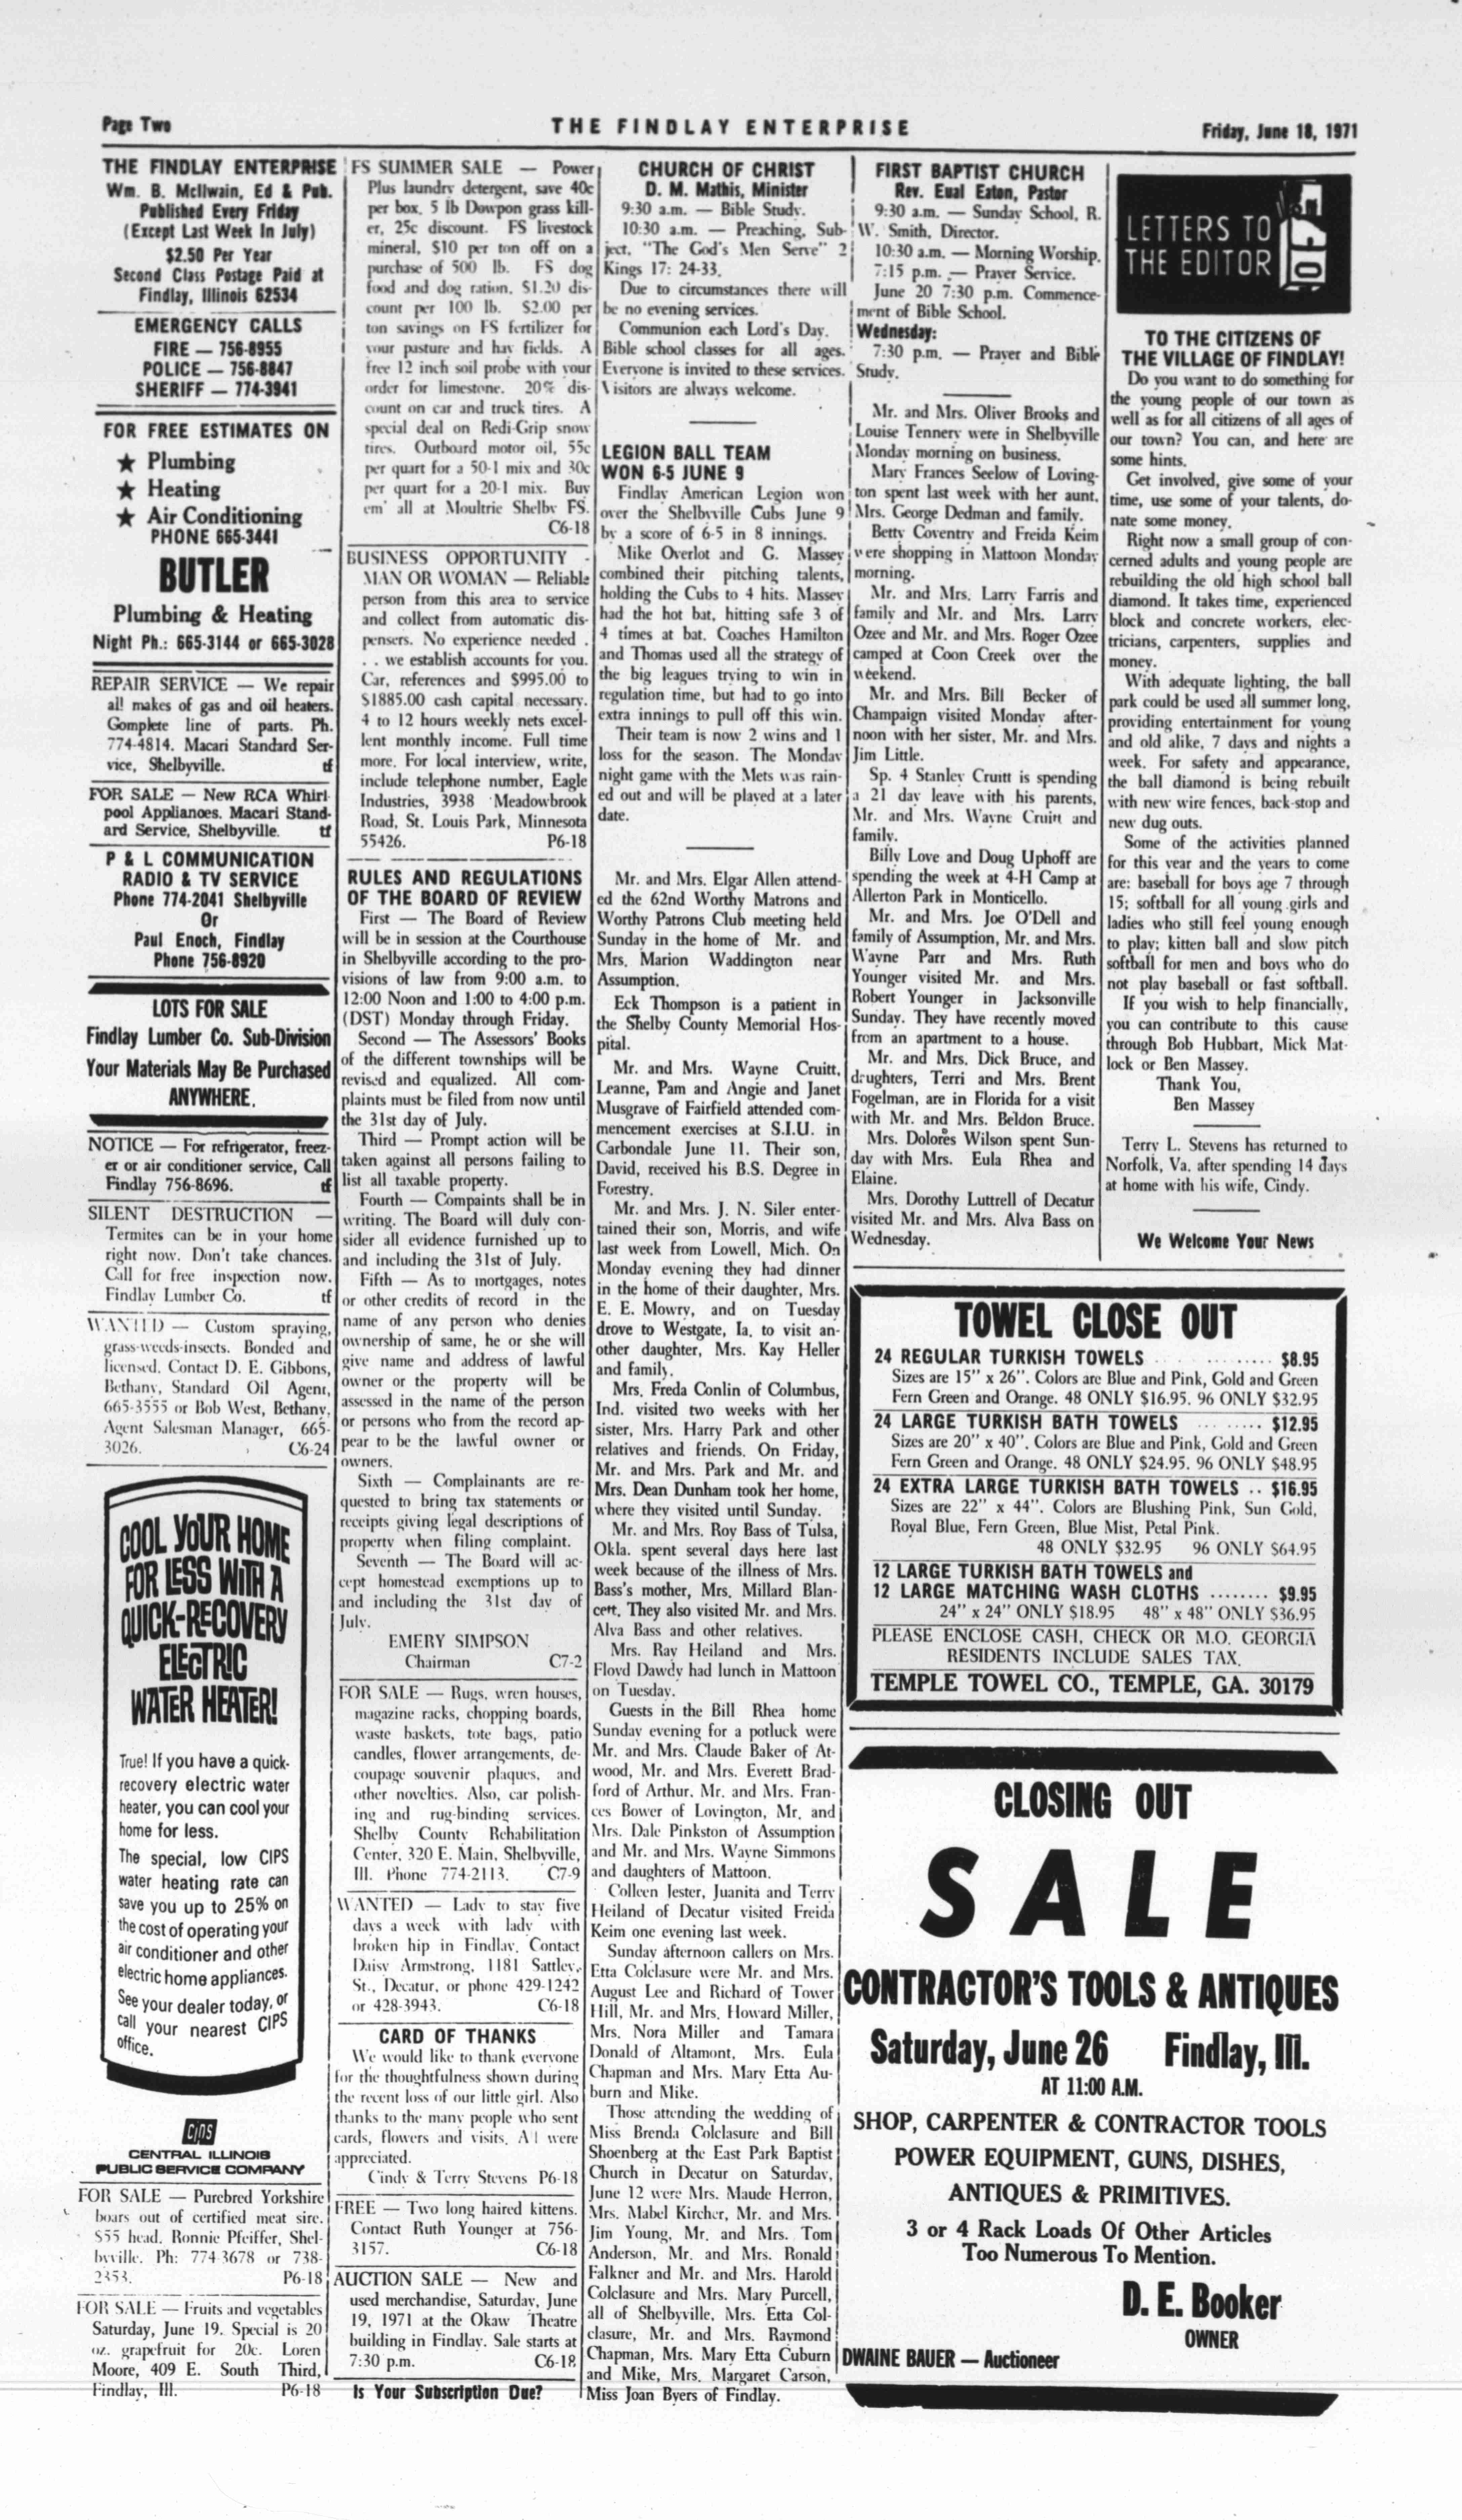 Page Two
THE FINDLAY ENTERPRISE
Friday, June 18, 1971
THE FINDLAY ENTERPRISE
Wm. B. McIlwain, Ed & Pub.
Published Every Friday
(Except Last Week In July)
$2.50 Per Year
Second Class Postage Paid at
Findlay, Illinois 62534
EMERGENCY CALLS
FIRE — 756-8955
POLICE — 756-8847
SHERIFF — 774-3941
FOR FREE ESTIMATES ON
★ Plumbing
★ Heating
★ Air Conditioning
PHONE 665-3441
BUTLER
Plumbing & Heating
Night Ph.: 665-3144 or 665-3028
REPAIR SERVICE — We repair
all makes of gas and oil heaters.
Complete line of parts. Ph.
774-4814. Macari Standard Ser-
vice, Shelbyville. tf
FOR SALE — New RCA Whirl-
pool Appliances. Macari Stand-
ard Service, Shelbyville. tf
P & L COMMUNICATION
RADIO & TV SERVICE
Phone 774-2041 Shelbyville
Or
Paul Enoch, Findlay
Phone 756-8920
LOTS FOR SALE
Findlay Lumber Co. Sub-Division
Your Materials May Be Purchased
ANYWHERE.
NOTICE — For refrigerator, freez-
er or air conditioner service, Call
Findlay 756-8696. tf
SILENT DESTRUCTION —
Termites can be in your home
right now. Don't take chances.
Call for free inspection now.
Findlay Lumber Co. tf
WANTED — Custom spraying,
grass-weeds-insects. Bonded and
licensed. Contact D. E. Gibbons,
Bethany, Standard Oil Agent,
665-3555 or Bob West, Bethany,
Agent Salesman Manager, 665-
3026. C6-24
COOL YOUR HOME
FOR LESS WITH A
QUICK-RECOVERY
ELECTRIC
WATER HEATER!
True! If you have a quick-
recovery electric water
heater, you can cool your
home for less.
The special, low CIPS
water heating rate can
save you up to 25% on
the cost of operating your
air conditioner and other
electric home appliances.
See your dealer today, or
call your nearest CIPS
office.
CIPS
CENTRAL ILLINOIS
PUBLIC SERVICE COMPANY
FOR SALE — Purebred Yorkshire
boars out of certified meat sire.
$55 head. Ronnie Pfeiffer, Shel-
byville. Ph: 774-3678 or 738-
2353. P6-18
FOR SALE — Fruits and vegetables
Saturday, June 19. Special is 20
oz. grapefruit for 20c. Loren
Moore, 409 E. South Third,
Findlay, Ill. P6-18
FS SUMMER SALE — Power
Plus laundry detergent, save 40c
per box. 5 lb Dowpon grass kill-
er, 25c discount. FS livestock
mineral, $10 per ton off on a
purchase of 500 lb. FS dog
food and dog ration, $1.20 dis-
count per 100 lb. $2.00 per
ton savings on FS fertilizer for
your pasture and hay fields. A
free 12 inch soil probe with your
order for limestone. 20% dis-
count on car and truck tires. A
special deal on Redi-Grip snow
tires. Outboard motor oil, 55c
per quart for a 50-1 mix and 30c
per quart for a 20-1 mix. Buy
em' all at Moultrie Shelby FS.
C6-18
BUSINESS OPPORTUNITY -
MAN OR WOMAN — Reliable
person from this area to service
and collect from automatic dis-
pensers. No experience needed .
. . we establish accounts for you.
Car, references and $995.00 to
$1885.00 cash capital necessary.
4 to 12 hours weekly nets excel-
lent monthly income. Full time
more. For local interview, write,
include telephone number, Eagle
Industries, 3938 Meadowbrook
Road, St. Louis Park, Minnesota
55426. P6-18
RULES AND REGULATIONS
OF THE BOARD OF REVIEW
First — The Board of Review
will be in session at the Courthouse
in Shelbyville according to the pro-
visions of law from 9:00 a.m. to
12:00 Noon and 1:00 to 4:00 p.m.
(DST) Monday through Friday.
Second — The Assessors' Books
of the different townships will be
revised and equalized. All com-
plaints must be filed from now until
the 31st day of July.
Third — Prompt action will be
taken against all persons failing to
list all taxable property.
Fourth — Compaints shall be in
writing. The Board will duly con-
sider all evidence furnished up to
and including the 31st of July.
Fifth — As to mortgages, notes
or other credits of record in the
name of any person who denies
ownership of same, he or she will
give name and address of lawful
owner or the property will be
assessed in the name of the person
or persons who from the record ap-
pear to be the lawful owner or
owners.
Sixth — Complainants are re-
quested to bring tax statements or
receipts giving legal descriptions of
property when filing complaint.
Seventh — The Board will ac-
cept homestead exemptions up to
and including the 31st day of
July.
EMERY SIMPSON
Chairman C7-2
FOR SALE — Rugs, wren houses,
magazine racks, chopping boards,
waste baskets, tote bags, patio
candles, flower arrangements, de-
coupage souvenir plaques, and
other novelties. Also, car polish-
ing and rug-binding services.
Shelby County Rehabilitation
Center, 320 E. Main, Shelbyville,
Ill. Phone 774-2113. C7-9
WANTED — Lady to stay five
days a week with lady with
broken hip in Findlay. Contact
Daisy Armstrong, 1181 Sattley,
St., Decatur, or phone 429-1242
or 428-3943. C6-18
CARD OF THANKS
We would like to thank everyone
for the thoughtfulness shown during
the recent loss of our little girl. Also
thanks to the many people who sent
cards, flowers and visits. All were
appreciated.
Cindy & Terry Stevens P6-18
FREE — Two long haired kittens.
Contact Ruth Younger at 756-
3157. C6-18
AUCTION SALE — New and
used merchandise, Saturday, June
19, 1971 at the Okaw Theatre
building in Findlay. Sale starts at
7:30 p.m. C6-18
Is Your Subscription Due?
CHURCH OF CHRIST
D. M. Mathis, Minister
9:30 a.m. — Bible Study.
10:30 a.m. — Preaching, Sub-
ject, "The God's Men Serve" 2
Kings 17: 24-33.
Due to circumstances there will
be no evening services.
Communion each Lord's Day.
Bible school classes for all ages.
Everyone is invited to these services.
Visitors are always welcome.
LEGION BALL TEAM
WON 6-5 JUNE 9
Findlay American Legion won
over the Shelbyville Cubs June 9
by a score of 6-5 in 8 innings.
Mike Overlot and G. Massey
combined their pitching talents,
holding the Cubs to 4 hits. Massey
had the hot bat, hitting safe 3 of
4 times at bat. Coaches Hamilton
and Thomas used all the strategy of
the big leagues trying to win in
regulation time, but had to go into
extra innings to pull off this win.
Their team is now 2 wins and 1
loss for the season. The Monday
night game with the Mets was rain-
ed out and will be played at a later
date.
Mr. and Mrs. Elgar Allen attend-
ed the 62nd Worthy Matrons and
Worthy Patrons Club meeting held
Sunday in the home of Mr. and
Mrs. Marion Waddington near
Assumption.
Eck Thompson is a patient in
the Shelby County Memorial Hos-
pital.
Mr. and Mrs. Wayne Cruitt,
Leanne, Pam and Angie and Janet
Musgrave of Fairfield attended com-
mencement exercises at S.I.U. in
Carbondale June 11. Their son,
David, received his B.S. Degree in
Forestry.
Mr. and Mrs. J. N. Siler enter-
tained their son, Morris, and wife
last week from Lowell, Mich. On
Monday evening they had dinner
in the home of their daughter, Mrs.
E. E. Mowry, and on Tuesday
drove to Westgate, Ia. to visit an-
other daughter, Mrs. Kay Heller
and family.
Mrs. Freda Conlin of Columbus,
Ind. visited two weeks with her
sister, Mrs. Harry Park and other
relatives and friends. On Friday,
Mr. and Mrs. Park and Mr. and
Mrs. Dean Dunham took her home,
where they visited until Sunday.
Mr. and Mrs. Roy Bass of Tulsa,
Okla. spent several days here last
week because of the illness of Mrs.
Bass's mother, Mrs. Millard Blan-
cett. They also visited Mr. and Mrs.
Alva Bass and other relatives.
Mrs. Ray Heiland and Mrs.
Floyd Dawdy had lunch in Mattoon
on Tuesday.
Guests in the Bill Rhea home
Sunday evening for a potluck were
Mr. and Mrs. Claude Baker of At-
wood, Mr. and Mrs. Everett Brad-
ford of Arthur, Mr. and Mrs. Fran-
ces Bower of Lovington, Mr. and
Mrs. Dale Pinkston of Assumption
and Mr. and Mrs. Wayne Simmons
and daughters of Mattoon.
Colleen Jester, Juanita and Terry
Heiland of Decatur visited Freida
Keim one evening last week.
Sunday afternoon callers on Mrs.
Etta Colclasure were Mr. and Mrs.
August Lee and Richard of Tower
Hill, Mr. and Mrs. Howard Miller,
Mrs. Nora Miller and Tamara
Donald of Altamont, Mrs. Eula
Chapman and Mrs. Mary Etta Au-
burn and Mike.
Those attending the wedding of
Miss Brenda Colclasure and Bill
Shoenberg at the East Park Baptist
Church in Decatur on Saturday,
June 12 were Mrs. Maude Herron,
Mrs. Mabel Kircher, Mr. and Mrs.
Jim Young, Mr. and Mrs. Tom
Anderson, Mr. and Mrs. Ronald
Falkner and Mr. and Mrs. Harold
Colclasure and Mrs. Mary Purcell,
all of Shelbyville, Mrs. Etta Col-
clasure, Mr. and Mrs. Raymond
Chapman, Mrs. Mary Etta Cuburn
and Mike, Mrs. Margaret Carson,
Miss Joan Byers of Findlay.
FIRST BAPTIST CHURCH
Rev. Eual Eaton, Pastor
9:30 a.m. — Sunday School, R.
W. Smith, Director.
10:30 a.m. — Morning Worship.
7:15 p.m. — Prayer Service.
June 20 7:30 p.m. Commence-
ment of Bible School.
Wednesday:
7:30 p.m. — Prayer and Bible
Study.
Mr. and Mrs. Oliver Brooks and
Louise Tennery were in Shelbyville
Monday morning on business.
Mary Frances Seelow of Loving-
ton spent last week with her aunt,
Mrs. George Dedman and family.
Betty Coventry and Freida Keim
were shopping in Mattoon Monday
morning.
Mr. and Mrs. Larry Farris and
family and Mr. and Mrs. Larry
Ozee and Mr. and Mrs. Roger Ozee
camped at Coon Creek over the
weekend.
Mr. and Mrs. Bill Becker of
Champaign visited Monday after-
noon with her sister, Mr. and Mrs.
Jim Little.
Sp. 4 Stanley Cruitt is spending
a 21 day leave with his parents,
Mr. and Mrs. Wayne Cruitt and
family.
Billy Love and Doug Uphoff are
spending the week at 4-H Camp at
Allerton Park in Monticello.
Mr. and Mrs. Joe O'Dell and
family of Assumption, Mr. and Mrs.
Wayne Parr and Mrs. Ruth
Younger visited Mr. and Mrs.
Robert Younger in Jacksonville
Sunday. They have recently moved
from an apartment to a house.
Mr. and Mrs. Dick Bruce, and
daughters, Terri and Mrs. Brent
Fogelman, are in Florida for a visit
with Mr. and Mrs. Beldon Bruce.
Mrs. Dolores Wilson spent Sun-
day with Mrs. Eula Rhea and
Elaine.
Mrs. Dorothy Luttrell of Decatur
visited Mr. and Mrs. Alva Bass on
Wednesday.
LETTERS TO
THE EDITOR
TO THE CITIZENS OF
THE VILLAGE OF FINDLAY!
Do you want to do something for
the young people of our town as
well as for all citizens of all ages of
our town? You can, and here are
some hints.
Get involved, give some of your
time, use some of your talents, do-
nate some money.
Right now a small group of con-
cerned adults and young people are
rebuilding the old high school ball
diamond. It takes time, experienced
block and concrete workers, elec-
tricians, carpenters, supplies and
money.
With adequate lighting, the ball
park could be used all summer long,
providing entertainment for young
and old alike, 7 days and nights a
week. For safety and appearance,
the ball diamond is being rebuilt
with new wire fences, back-stop and
new dug outs.
Some of the activities planned
for this year and the years to come
are: baseball for boys age 7 through
15; softball for all young girls and
ladies who still feel young enough
to play; kitten ball and slow pitch
softball for men and boys who do
not play baseball or fast softball.
If you wish to help financially,
you can contribute to this cause
through Bob Hubbart, Mick Mat-
lock or Ben Massey.
Thank You,
Ben Massey
Terry L. Stevens has returned to
Norfolk, Va. after spending 14 days
at home with his wife, Cindy.
We Welcome Your News
TOWEL CLOSE OUT
24 REGULAR TURKISH TOWELS .......... $8.95
Sizes are 15" x 26". Colors are Blue and Pink, Gold and Green
Fern Green and Orange. 48 ONLY $16.95. 96 ONLY $32.95
24 LARGE TURKISH BATH TOWELS ........ $12.95
Sizes are 20" x 40". Colors are Blue and Pink, Gold and Green
Fern Green and Orange. 48 ONLY $24.95. 96 ONLY $48.95
24 EXTRA LARGE TURKISH BATH TOWELS .. $16.95
Sizes are 22" x 44". Colors are Blushing Pink, Sun Gold,
Royal Blue, Fern Green, Blue Mist, Petal Pink.
48 ONLY $32.95 96 ONLY $64.95
12 LARGE TURKISH BATH TOWELS and
12 LARGE MATCHING WASH CLOTHS ........ $9.95
24" x 24" ONLY $18.95 48" x 48" ONLY $36.95
PLEASE ENCLOSE CASH, CHECK OR M.O. GEORGIA
RESIDENTS INCLUDE SALES TAX.
TEMPLE TOWEL CO., TEMPLE, GA. 30179
CLOSING OUT
SALE
CONTRACTOR'S TOOLS & ANTIQUES
Saturday, June 26 Findlay, Ill.
AT 11:00 A.M.
SHOP, CARPENTER & CONTRACTOR TOOLS
POWER EQUIPMENT, GUNS, DISHES,
ANTIQUES & PRIMITIVES.
3 or 4 Rack Loads Of Other Articles
Too Numerous To Mention.
D. E. Booker
OWNER
DWAINE BAUER — Auctioneer